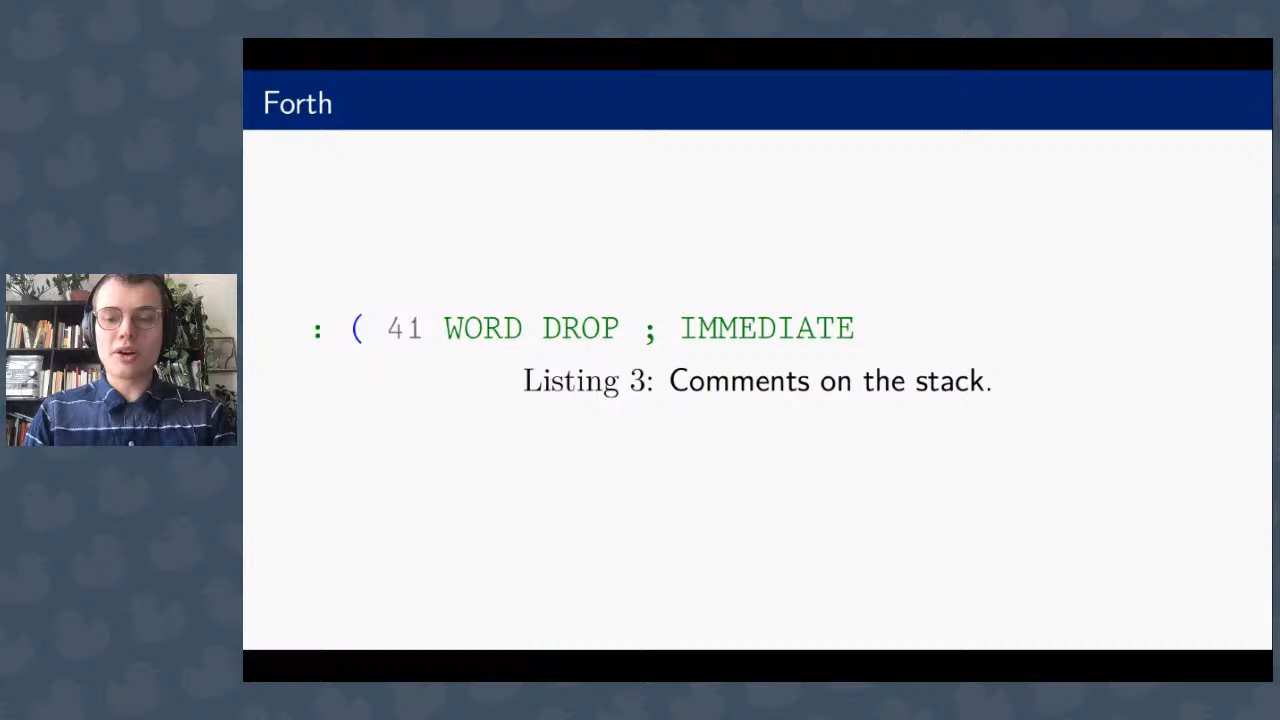 Forth
: ( 41 WORD DROP ; IMMEDIATE
Listing 3: Comments on the stack.